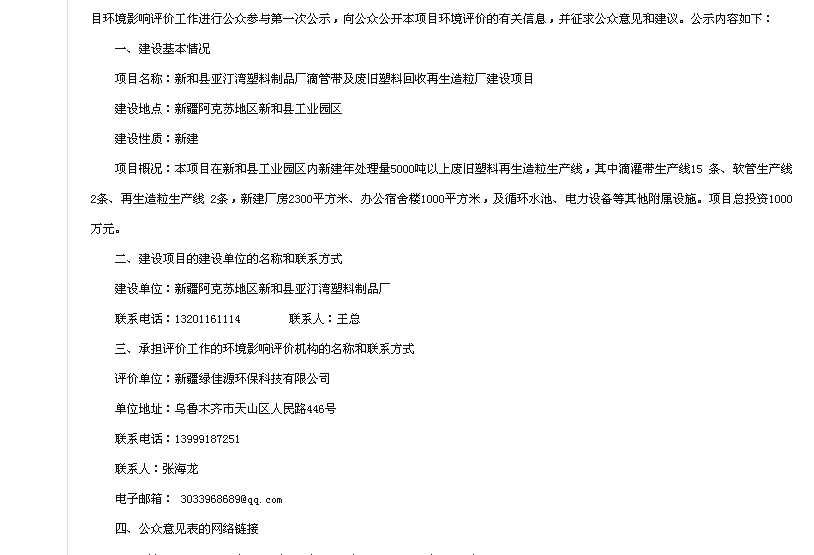 目环境影响评价工作进行公众参与第一次公示,向公众公开本项目环境评价的有关信息,并征求公众意见和建议。公示内容如下：
一、建设基本情况
项目名称：新和县亚汀湾塑料制品厂滴管带及废旧塑料回收再生造粒厂建设项目
建设地点：新疆阿克苏地区新和县工业园区
建设性质：新建
项目概况：本项目在新和县工业园区内新建年处理量5000吨以上废旧塑料再生造粒生产线,其中滴灌带生产线15 条、软管生产线
2条、再生造粒生产线 2条,新建厂房2300平方米、办公宿舍楼1000平方米,及循环水池、电力设备等其他附属设施。项目总投资1000
万元。
二、建设项目的建设单位的名称和联系方式
建设单位：新疆阿克苏地区新和县亚汀湾塑料制品厂
联系电话：13201161114 联系人：王总
三、承担评价工作的环境影响评价机构的名称和联系方式
评价单位：新疆绿佳源环保科技有限公司
单位地址：乌鲁木齐市天山区人民路446号
联系电话：13999187251
联系人：张海龙
电子邮箱： 3033968689@qq.com
四、公众意见表的网络链接